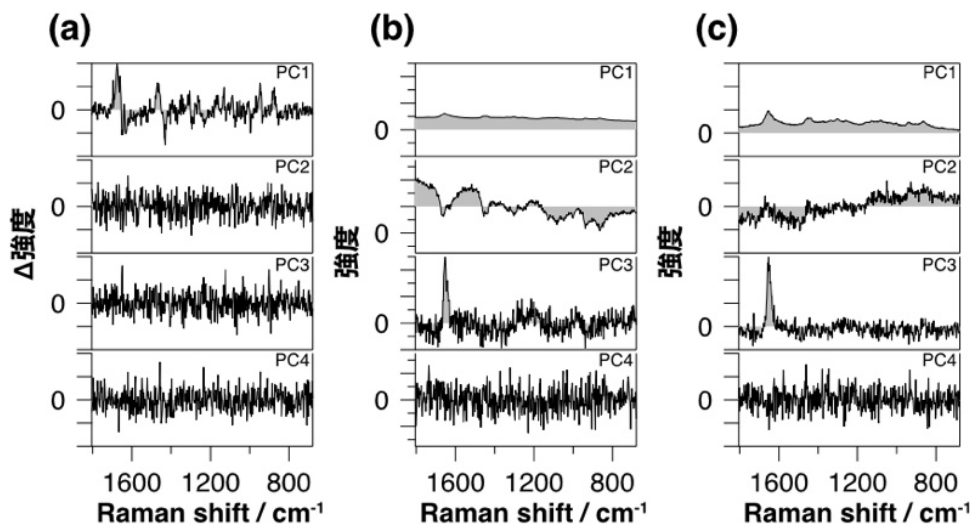 (a)
PC1
0
PC2
0
PC3
0
PC4
0
Δ強度
1600 1200 800
Raman shift / cm-1
(b)
PC1
0
PC2
0
PC3
0
PC4
0
強度
1600 1200 800
Raman shift / cm-1
(c)
PC1
0
PC2
0
PC3
0
PC4
0
強度
1600 1200 800
Raman shift / cm-1